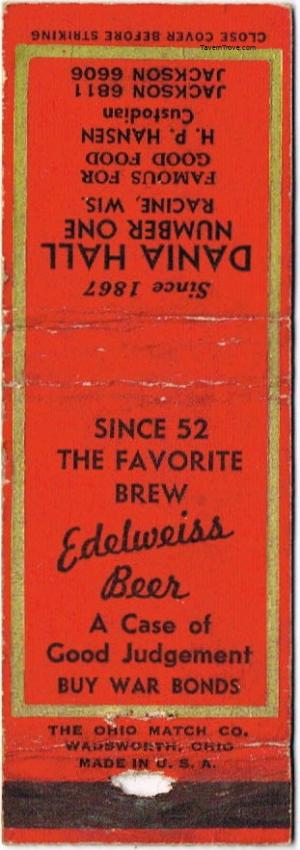 TavernTrove.com
CLOSE COVER BEFORE STRIKING
Since 1867
DANIA HALL
NUMBER ONE
RACINE, WIS.
FAMOUS FOR
GOOD FOOD
H. P. HANSEN
Custodian
JACKSON 6811
JACKSON 6606
SINCE 52
THE FAVORITE
BREW
Edelweiss
Beer
A Case of
Good Judgement
BUY WAR BONDS
THE OHIO MATCH CO.
WADSWORTH, OHIO
MADE IN U. S. A.